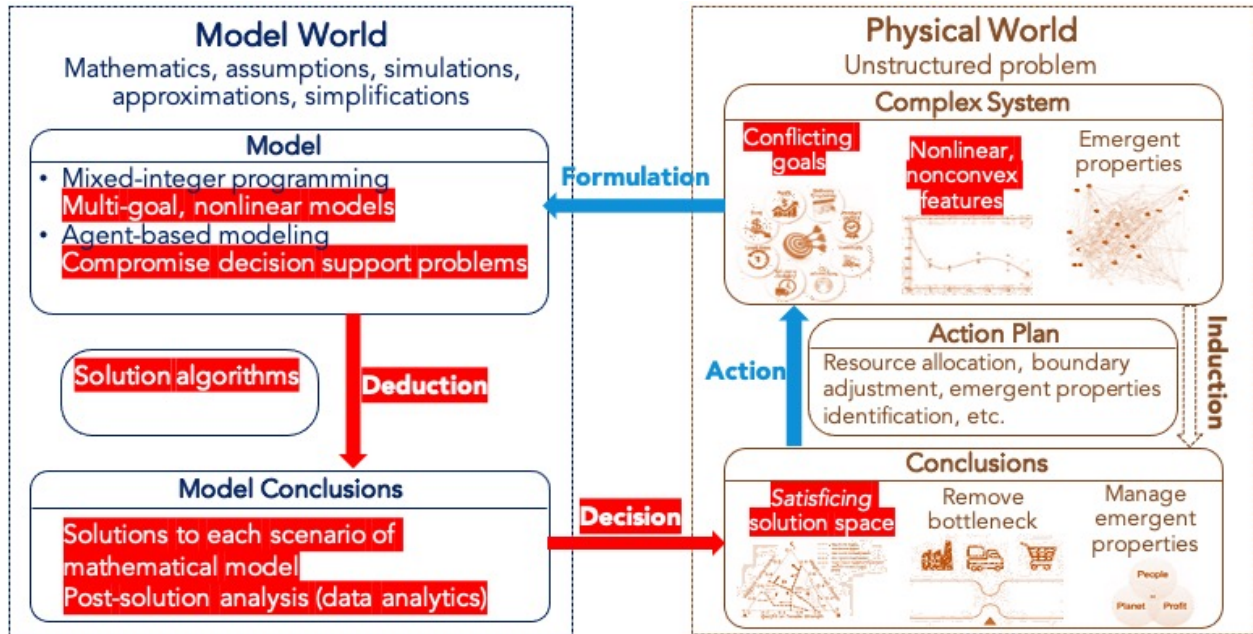 Model World
Mathematics, assumptions, simulations,
approximations, simplifications
Model
• Mixed-integer programming
Multi-goal, nonlinear models
• Agent-based modeling
Compromise decision support problems
Solution algorithms
Deduction
Model Conclusions
Solutions to each scenario of
mathematical model
Post-solution analysis (data analytics)
Formulation
Decision
Physical World
Unstructured problem
Complex System
Conflicting
goals
Nonlinear,
nonconvex
features
Emergent
properties
Action
Action Plan
Resource allocation, boundary
adjustment, emergent properties
identification, etc.
Induction
Conclusions
Satisficing
solution space
Remove
bottleneck
Manage
emergent
properties
People
Planet
Profit